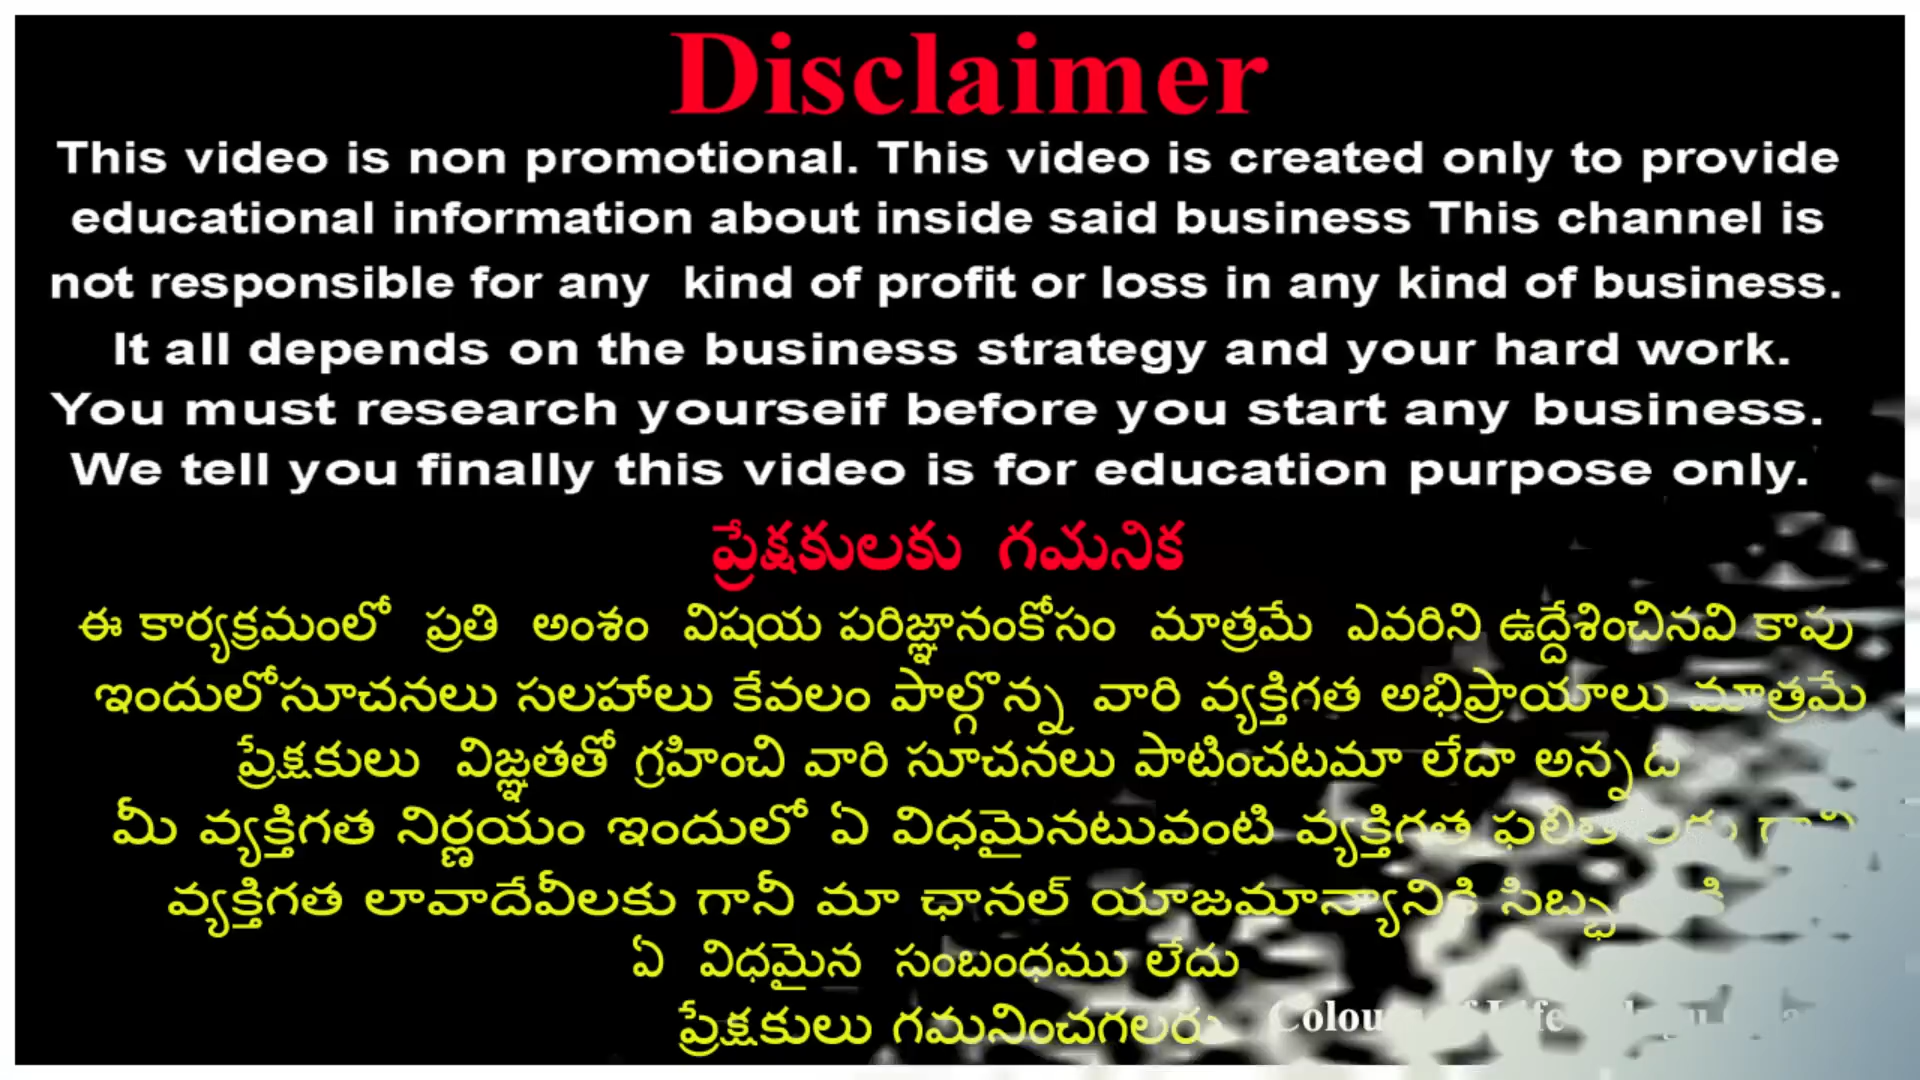 Disclaimer
This video is non promotional. This video is created only to provide
educational information about inside said business This channel is
not responsible for any kind of profit or loss in any kind of business.
It all depends on the business strategy and your hard work.
You must research yourseif before you start any business.
We tell you finally this video is for education purpose only.
ప్రేక్షకులకు గమనిక
ఈ కార్యక్రమంలో ప్రతి అంశం విషయ పరిజ్ఞానంకోసం మాత్రమే ఎవరిని ఉద్దేశించినవి కావు
ఇందులోసూచనలు సలహాలు కేవలం పాల్గొన్న వారి వ్యక్తిగత అభిప్రాయాలు మాత్రమే
ప్రేక్షకులు విజ్ఞతతో గ్రహించి వారి సూచనలు పాటించటమా లేదా అన్నది
మీ వ్యక్తిగత నిర్ణయం ఇందులో ఏ విధమైనటువంటి వ్యక్తిగత
వ్యక్తిగత లావాదేవీలకు గానీ మా ఛానల్ యాజమాన్యానికి
ఏ విధమైన సంబంధము లేదు
ప్రేక్షకులు గమనించగలరు